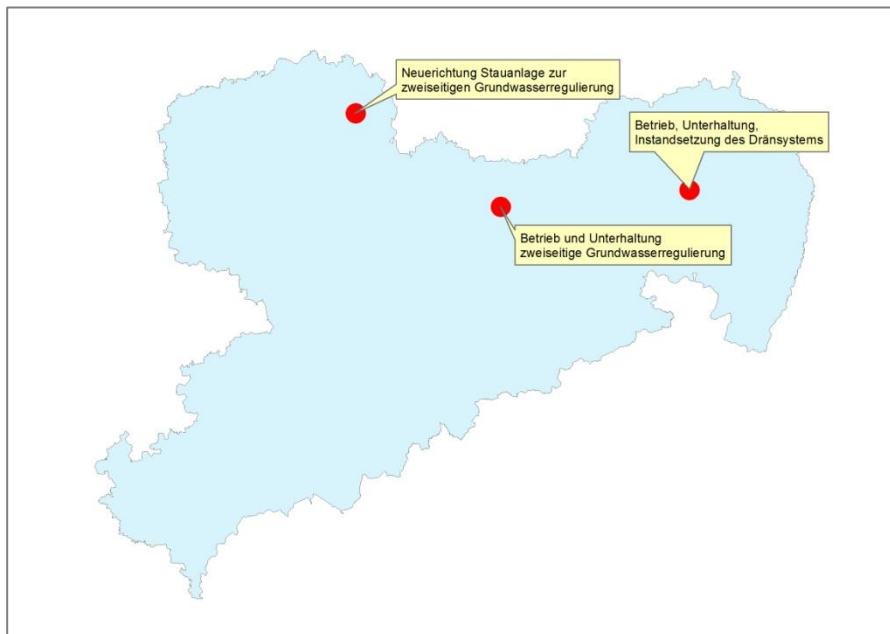 Neuerichtung Stauanlage zur
zweiseitigen Grundwasserregulierung
Betrieb, Unterhaltung,
Instandsetzung des Dränsystems
Betrieb und Unterhaltung
zweiseitige Grundwasserregulierung